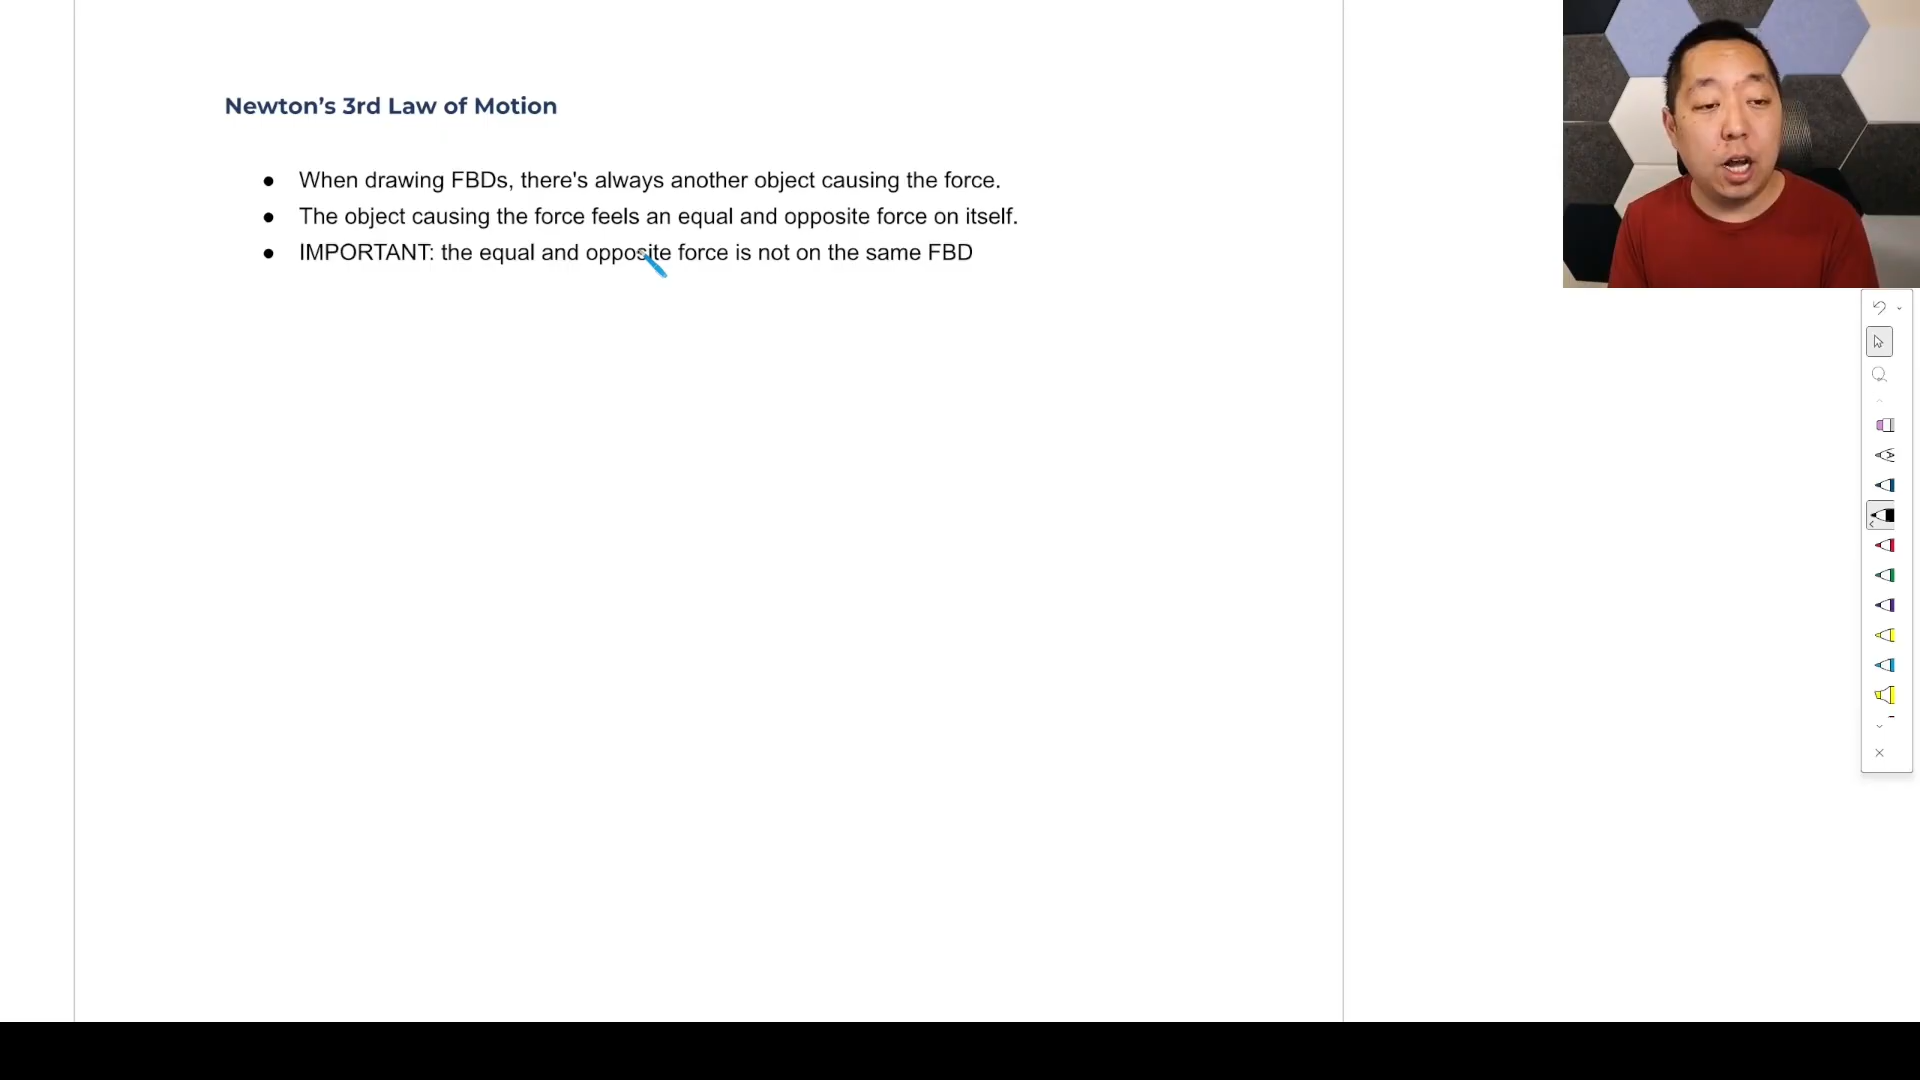 Newton’s 3rd Law of Motion
● When drawing FBDs, there's always another object causing the force.
● The object causing the force feels an equal and opposite force on itself.
● IMPORTANT: the equal and opposite force is not on the same FBD